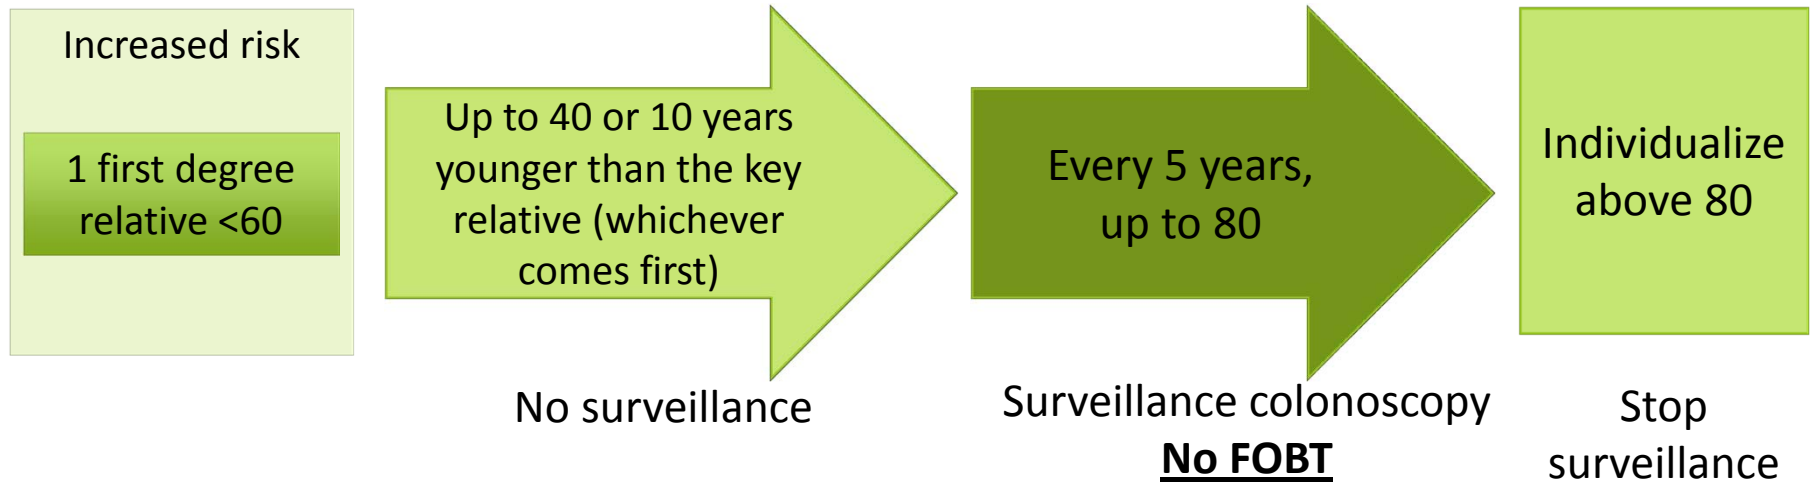 Increased risk
1 first degree
relative <60
Up to 40 or 10 years
younger than the key
relative (whichever
comes first)
No surveillance
Every 5 years,
up to 80
Surveillance colonoscopy
No FOBT
Individualize
above 80
Stop
surveillance